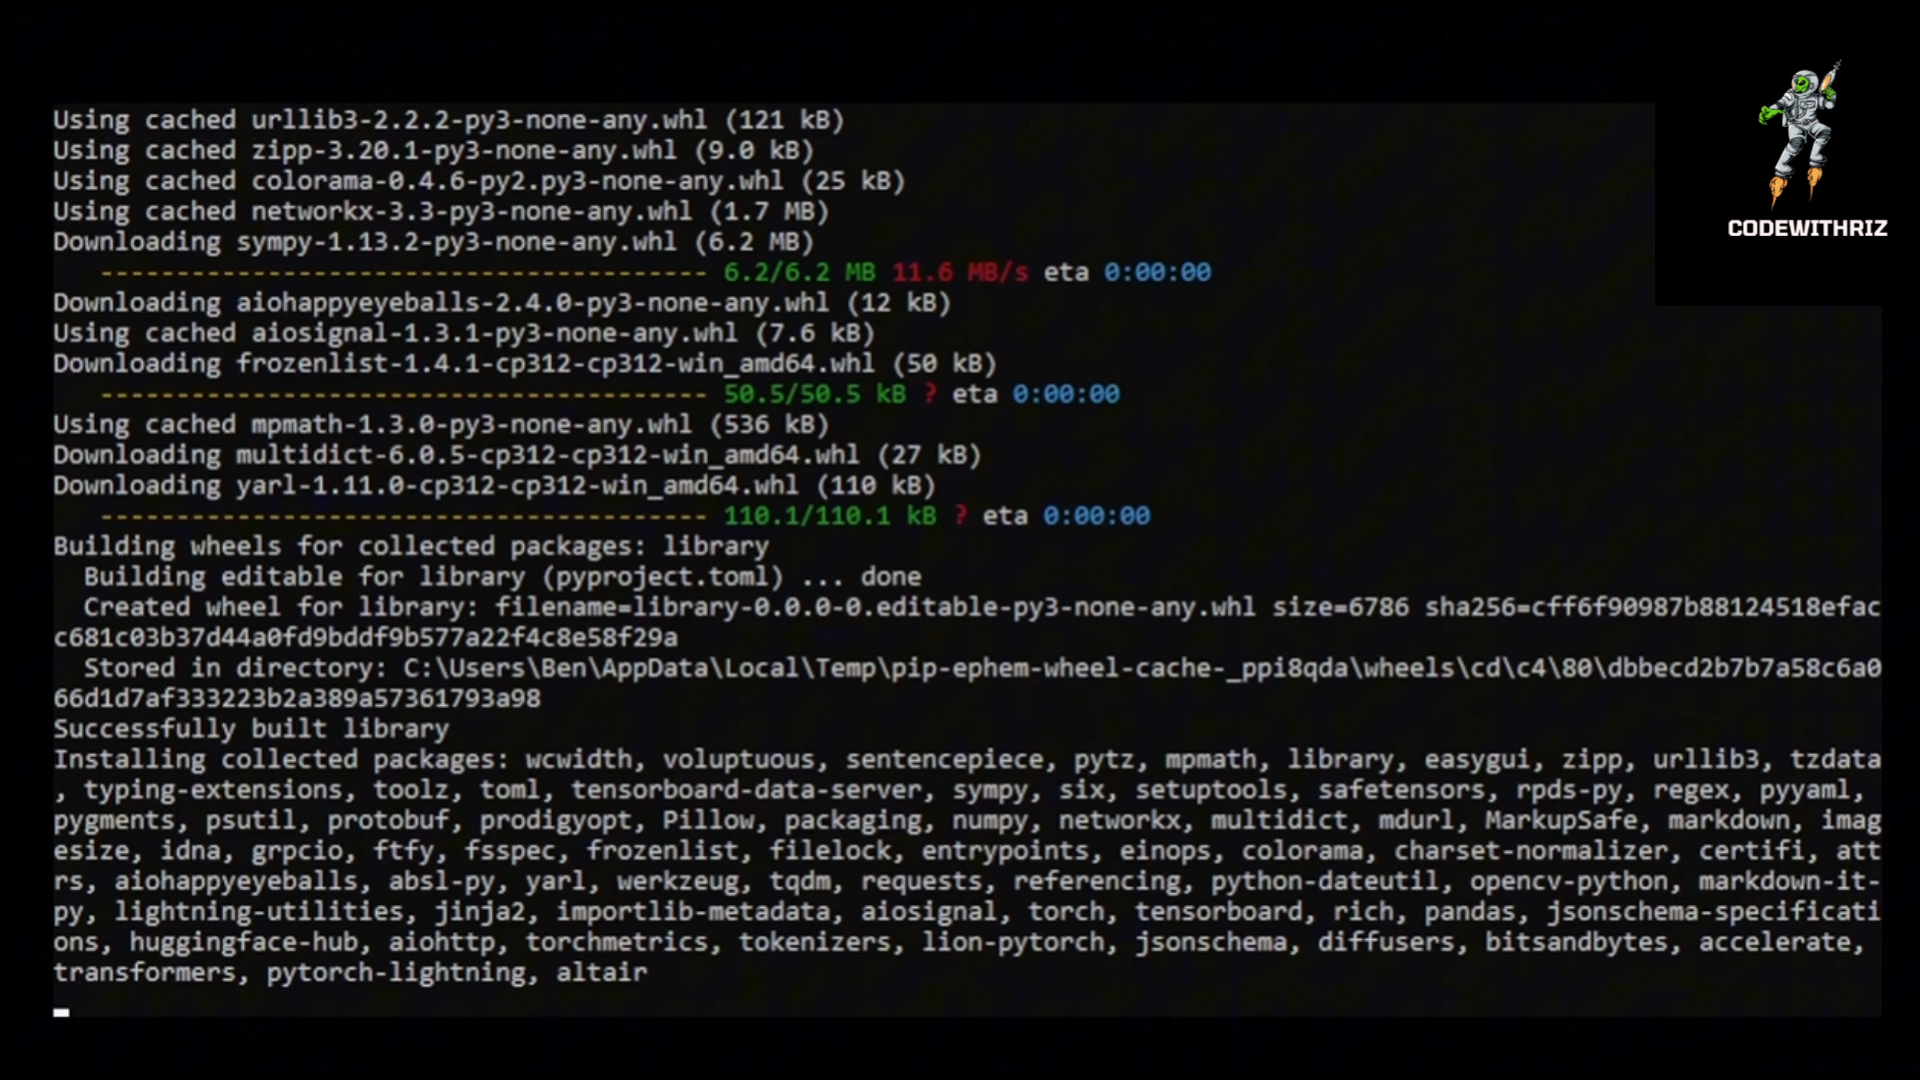 Using cached urllib3-2.2.2-py3-none-any.whl (121 kB)
Using cached zipp-3.20.1-py3-none-any.whl (9.0 kB)
Using cached colorama-0.4.6-py2.py3-none-any.whl (25 kB)
Using cached networkx-3.3-py3-none-any.whl (1.7 MB)
Downloading sympy-1.13.2-py3-none-any.whl (6.2 MB)
---------------------------------------- 6.2/6.2 MB 11.6 MB/s eta 0:00:00
Downloading aiohappyeyeballs-2.4.0-py3-none-any.whl (12 kB)
Using cached aiosignal-1.3.1-py3-none-any.whl (7.6 kB)
Downloading frozenlist-1.4.1-cp312-cp312-win_amd64.whl (50 kB)
---------------------------------------- 50.5/50.5 kB ? eta 0:00:00
Using cached mpmath-1.3.0-py3-none-any.whl (536 kB)
Downloading multidict-6.0.5-cp312-cp312-win_amd64.whl (27 kB)
Downloading yarl-1.11.0-cp312-cp312-win_amd64.whl (110 kB)
---------------------------------------- 110.1/110.1 kB ? eta 0:00:00
Building wheels for collected packages: library
Building editable for library (pyproject.toml) ... done
Created wheel for library: filename=library-0.0.0-0.editable-py3-none-any.whl size=6786 sha256=cff6f90987b88124518efac
c681c03b37d44a0fd9bddf9b577a22f4c8e58f29a
Stored in directory: C:\Users\Ben\AppData\Local\Temp\pip-ephem-wheel-cache-_ppi8qda\wheels\cd\c4\80\dbbecd2b7b7a58c6a0
66d1d7af333223b2a389a57361793a98
Successfully built library
Installing collected packages: wcwidth, voluptuous, sentencepiece, pytz, mpmath, library, easygui, zipp, urllib3, tzdata
, typing-extensions, toolz, toml, tensorboard-data-server, sympy, six, setuptools, safetensors, rpds-py, regex, pyyaml,
pygments, psutil, protobuf, prodigyopt, Pillow, packaging, numpy, networkx, multidict, mdurl, MarkupSafe, markdown, imag
esize, idna, grpcio, ftfy, fsspec, frozenlist, filelock, entrypoints, einops, colorama, charset-normalizer, certifi, att
rs, aiohappyeyeballs, absl-py, yarl, werkzeug, tqdm, requests, referencing, python-dateutil, opencv-python, markdown-it-
py, lightning-utilities, jinja2, importlib-metadata, aiosignal, torch, tensorboard, rich, pandas, jsonschema-specificati
ons, huggingface-hub, aiohttp, torchmetrics, tokenizers, lion-pytorch, jsonschema, diffusers, bitsandbytes, accelerate,
transformers, pytorch-lightning, altair
CODEWITHRIZ